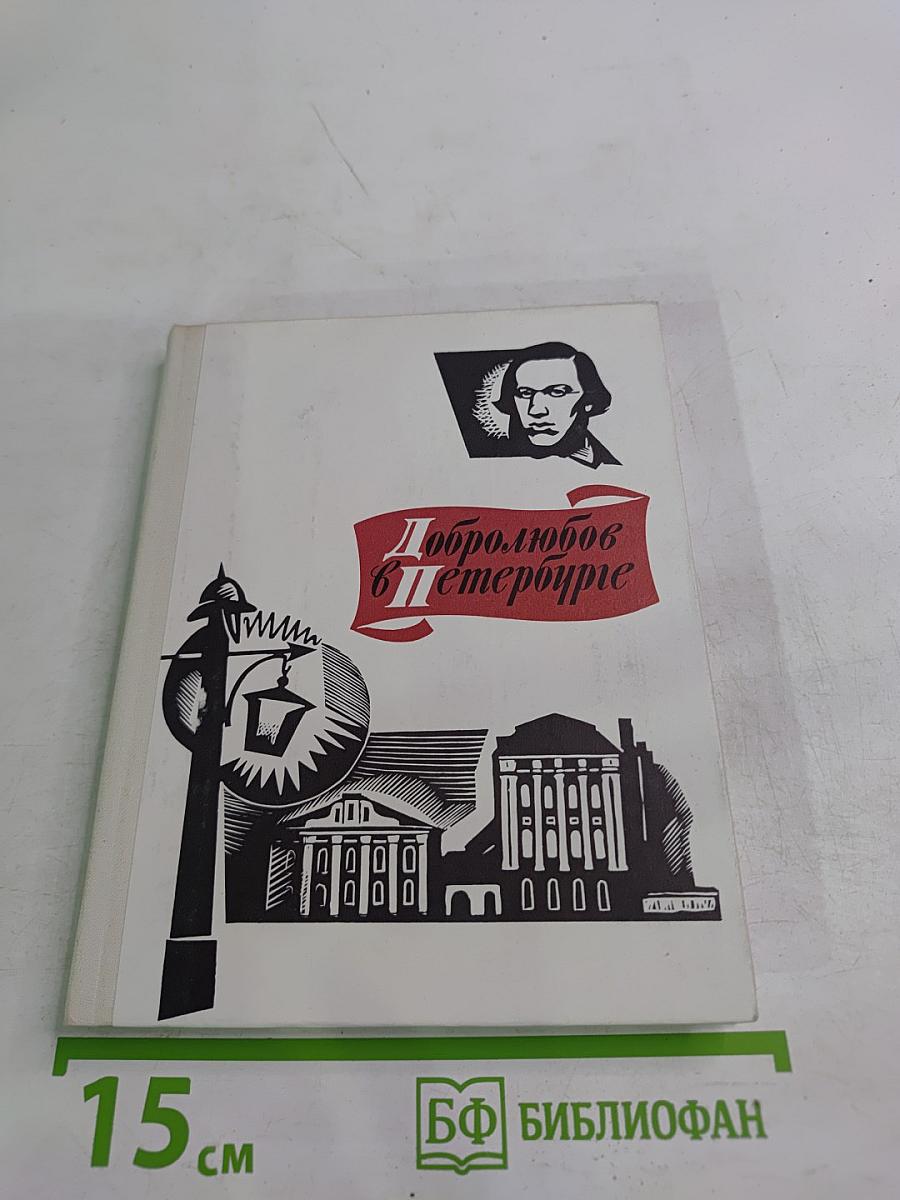 Добролюбов
в Петербурге
15 см
БФ БИБЛИОФАН